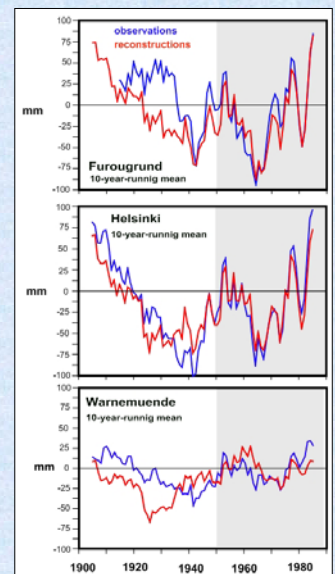 100
75
50
25
mm 0
-25
-50
-75
-100
observations
reconstructions
Furougrund
10-year-runnig mean
100
75
50
25
mm 0
-25
-50
-75
-100
Helsinki
10-year-runnig mean
100
75
50
25
mm 0
-25
-50
-75
-100
Warnemuende
10-year-runnig mean
1900 1920 1940 1960 1980